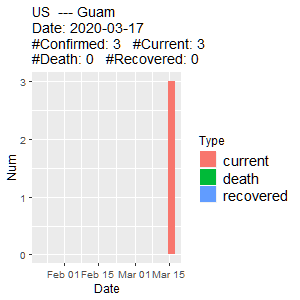 US --- Guam
Date: 2020-03-17
#Confirmed: 3 #Current: 3
#Death: 0 #Recovered: 0
3
2
1
0
Num
Feb 01 Feb 15 Mar 01 Mar 15
Date
Type
current
death
recovered